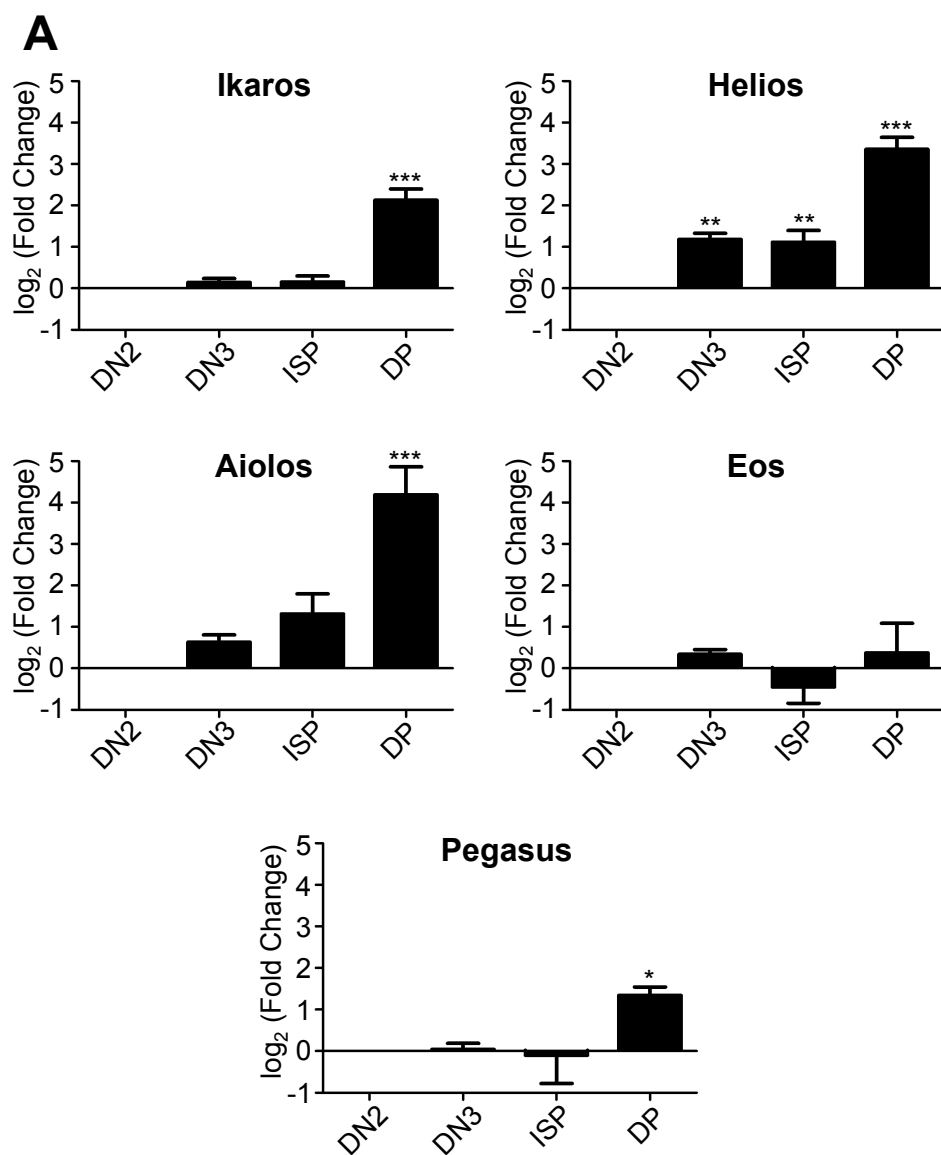 A
Ikaros
log2 (Fold Change)
5
4
3
2
1
0
-1
***
DN2 DN3 ISP DP
Helios
log2 (Fold Change)
5
4
3
2
1
0
-1
** ** ***
DN2 DN3 ISP DP
Aiolos
log2 (Fold Change)
5
4
3
2
1
0
-1
***
DN2 DN3 ISP DP
Eos
log2 (Fold Change)
5
4
3
2
1
0
-1
DN2 DN3 ISP DP
Pegasus
log2 (Fold Change)
5
4
3
2
1
0
-1
*
DN2 DN3 ISP DP